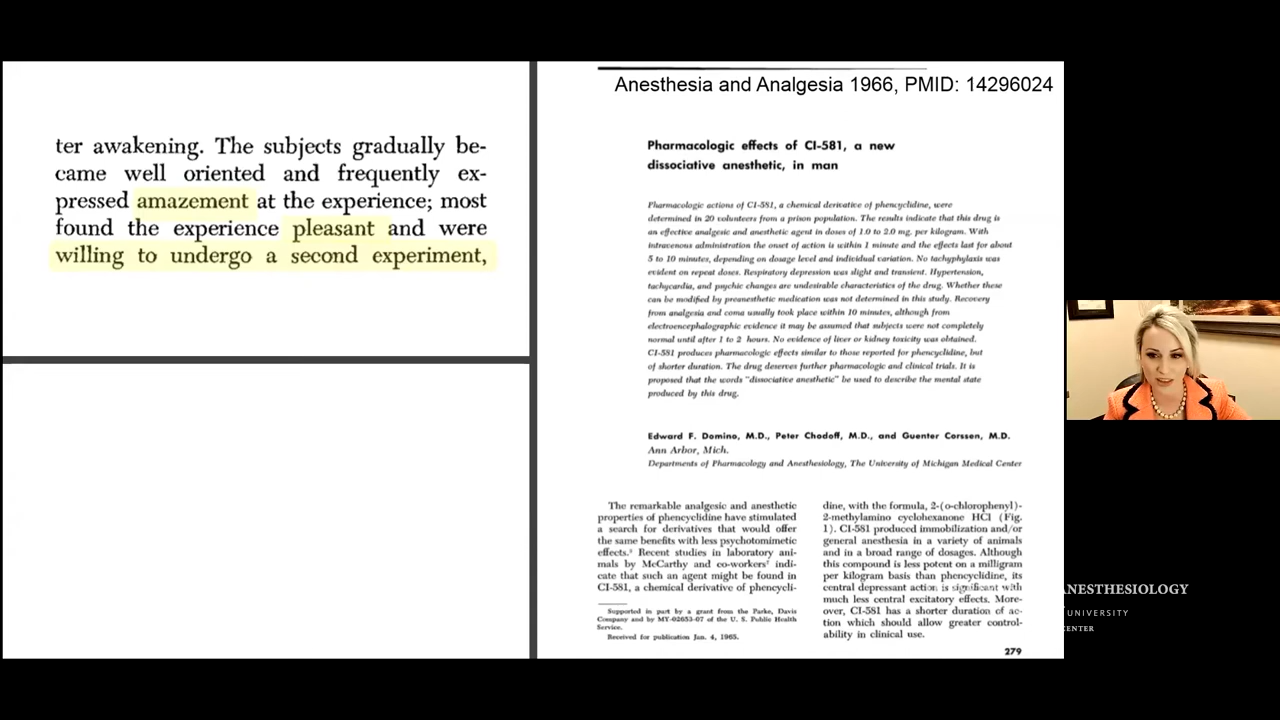 ter awakening. The subjects gradually be-
came well oriented and frequently ex-
pressed amazement at the experience; most
found the experience pleasant and were
willing to undergo a second experiment,
Anesthesia and Analgesia 1966, PMID: 14296024
Pharmacologic effects of CI-581, a new
dissociative anesthetic, in man
Pharmacologic actions of CI-581, a chemical derivative of phencyclidine, were
determined in 20 volunteers from a prison population. The results indicate that this drug is
an effective analgesic and anesthetic agent in doses of 1.0 to 2.0 mg. per kilogram. With
intravenous administration the onset of action is within 1 minute and the effects last for about
5 to 10 minutes, depending on dosage level and individual variation. No tachyphylaxis was
evident on repeat doses. Respiratory depression was slight and transient. Hypertension,
tachycardia, and psychic changes are undesirable characteristics of the drug. Whether these
can be modified by preanesthetic medication was not determined in this study. Recovery
from analgesia and coma usually took place within 10 minutes, although from
electroencephalographic evidence it may be assumed that subjects were not completely
normal until after 1 to 2 hours. No evidence of liver or kidney toxicity was obtained.
CI-581 produces pharmacologic effects similar to those reported for phencyclidine, but
of shorter duration. The drug deserves further pharmacologic and clinical trials. It is
proposed that the words "dissociative anesthetic" be used to describe the mental state
produced by this drug.
Edward F. Domino, M.D., Peter Chodoff, M.D., and Guenter Corssen, M.D.
Ann Arbor, Mich.
Departments of Pharmacology and Anesthesiology, The University of Michigan Medical Center
The remarkable analgesic and anesthetic
properties of phencyclidine have stimulated
a search for derivatives that would offer
the same benefits with less psychotomimetic
effects. Recent studies in laboratory ani-
mals by McCarthy and co-workers indi-
cate that such an agent might be found in
CI-581, a chemical derivative of phencycli-
Supported in part by a grant from the Parke, Davis
Company and by MY-02653-07 of the U. S. Public Health
Service.
Received for publication Jan. 4, 1965.
dine, with the formula, 2-(o-chlorophenyl)-
2-methylamino cyclohexanone HCl (Fig.
1). CI-581 produced immobilization and/or
general anesthesia in a variety of animals
and in a broad range of dosages. Although
this compound is less potent on a milligram
per kilogram basis than phencyclidine, its
central depressant action is significant with
much less central excitatory effects. More-
over, CI-581 has a shorter duration of ac-
tion which should allow greater control-
ability in clinical use.
279
ANESTHESIOLOGY
UNIVERSITY
CENTER